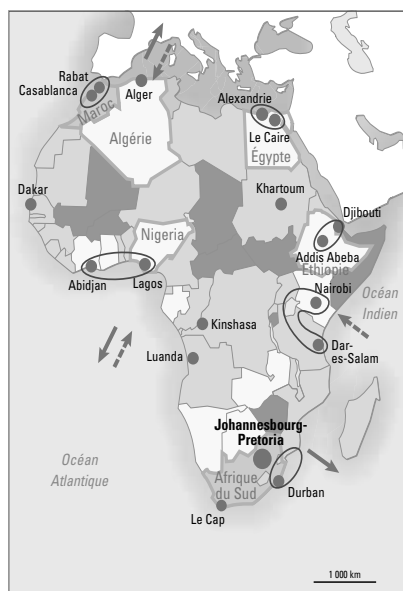 Rabat
Casablanca
Maroc
Alger
Algérie
Alexandrie
Le Caire
Égypte
Dakar
Khartoum
Djibouti
Nigeria
Addis Abeba
Éthiopie
Abidjan
Lagos
Nairobi
Océan
Indien
Kinshasa
Dar-
es-Salam
Luanda
Johannesbourg-
Pretoria
Océan
Atlantique
Afrique
du Sud
Durban
Le Cap
1 000 km